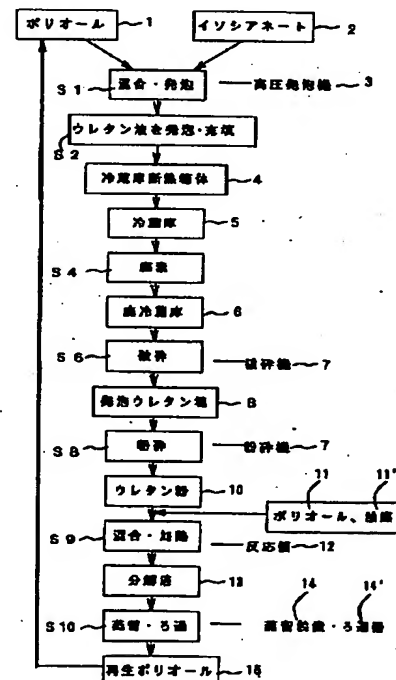 ポリオール 1
イソシアネート 2
S1 混合・発泡 高圧発泡機 3
S2 ウレタン液を発泡・充填
冷蔵庫断熱箱体 4
冷蔵庫 5
S4 廃棄
廃冷蔵庫 6
S6 破砕 破砕機 7
発泡ウレタン塊 8
S8 粉砕 粉砕機 7
ウレタン粉 10
11 11'
ポリオール、触媒
S9 混合・加熱 反応槽 12
分解液 13
14 14'
S10 蒸留・ろ過 蒸留装置・ろ過器
再生ポリオール 15